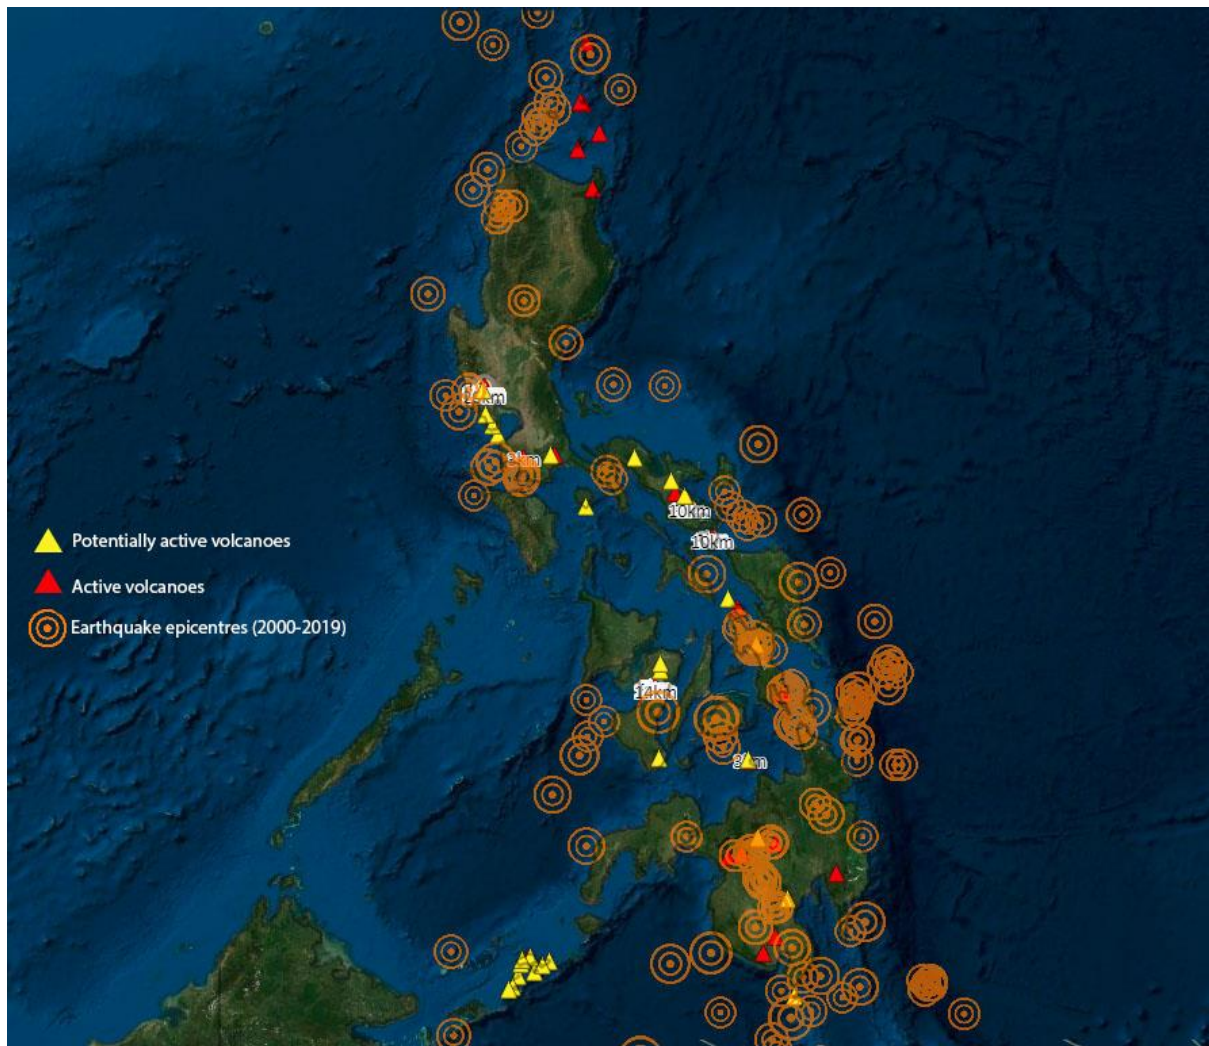 10km
10km
14km
Potentially active volcanoes
Active volcanoes
Earthquake epicentres (2000-2019)